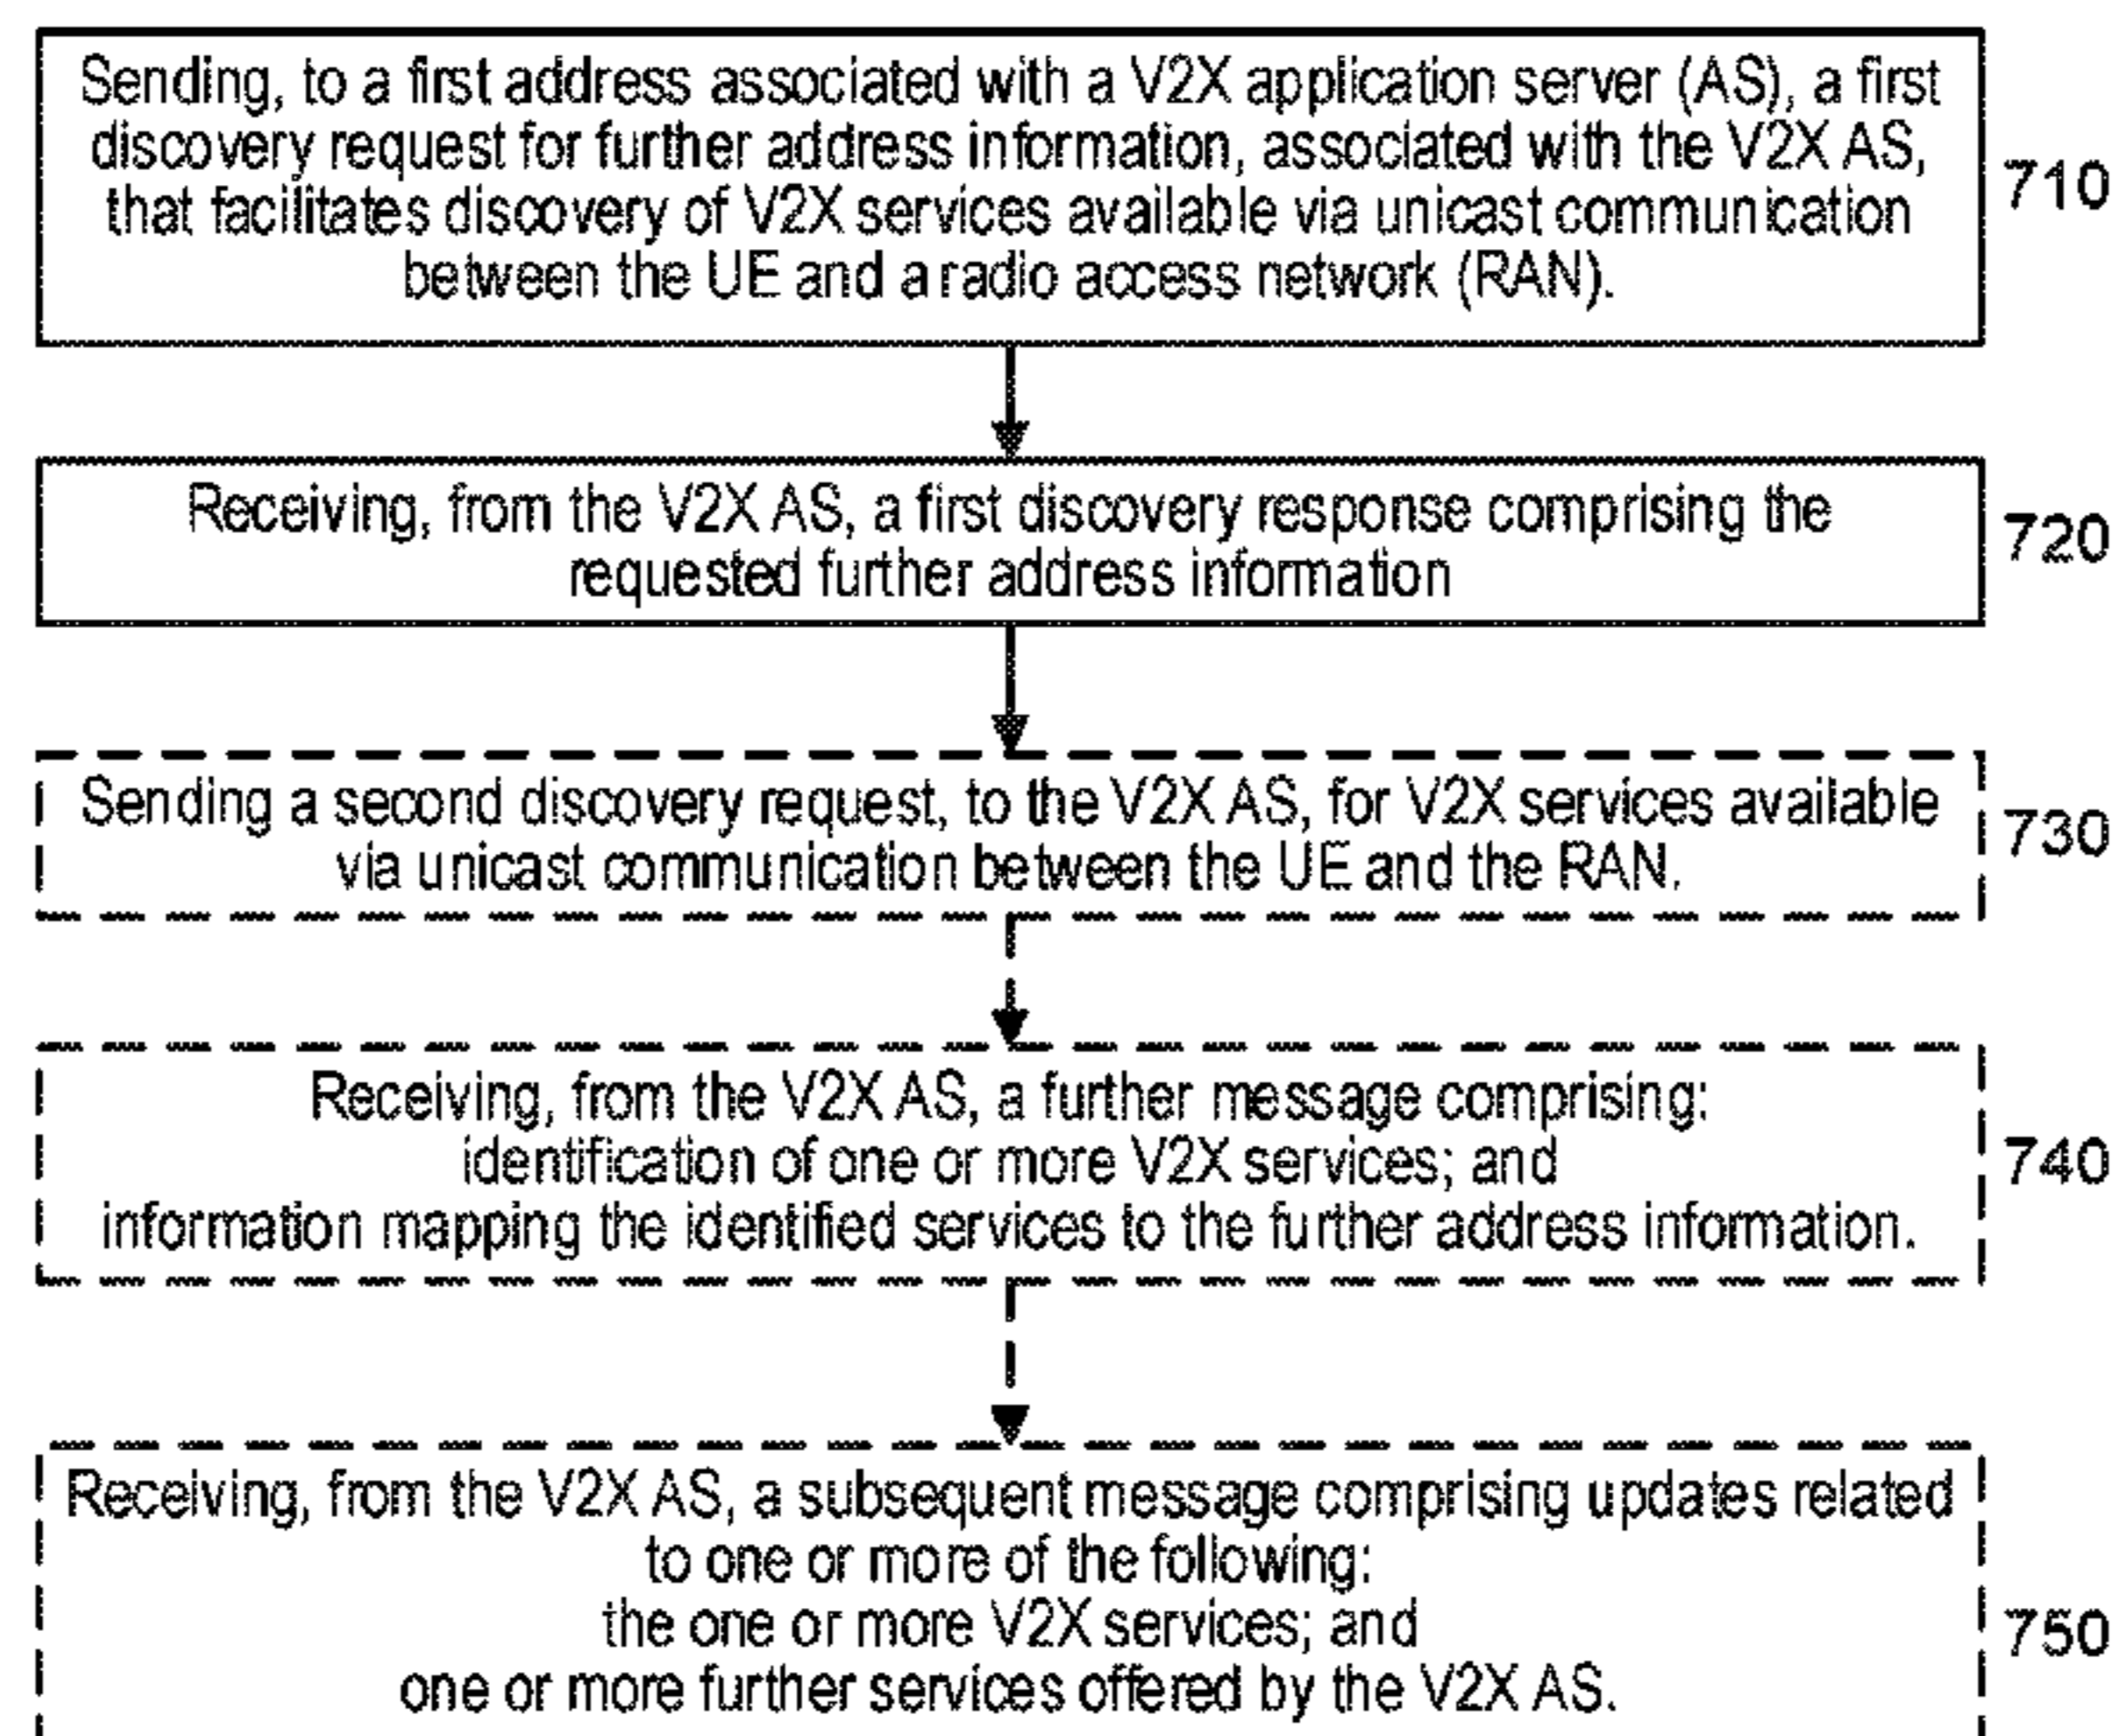 Sending, to a first address associated with a V2X application server (AS), a first
discovery request for further address information, associated with the V2X AS,
that facilitates discovery of V2X services available via unicast communication
between the UE and a radio access network (RAN).
710
Receiving, from the V2X AS, a first discovery response comprising the
requested further address information
720
Sending a second discovery request, to the V2X AS, for V2X services available
via unicast communication between the UE and the RAN.
730
Receiving, from the V2X AS, a further message comprising:
identification of one or more V2X services; and
information mapping the identified services to the further address information.
740
Receiving, from the V2X AS, a subsequent message comprising updates related
to one or more of the following:
the one or more V2X services; and
one or more further services offered by the V2X AS.
750